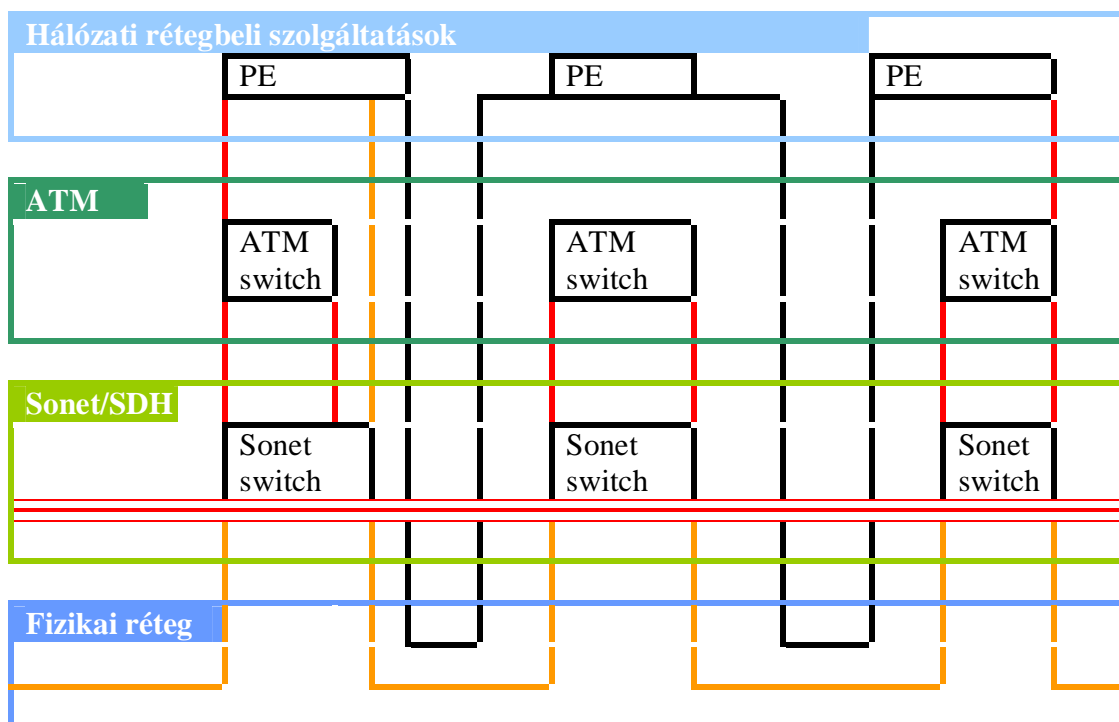 Hálózati rétegbeli szolgáltatások
PE PE PE
ATM
ATM ATM ATM
switch switch switch
Sonet/SDH
Sonet Sonet Sonet
switch switch switch
Fizikai réteg